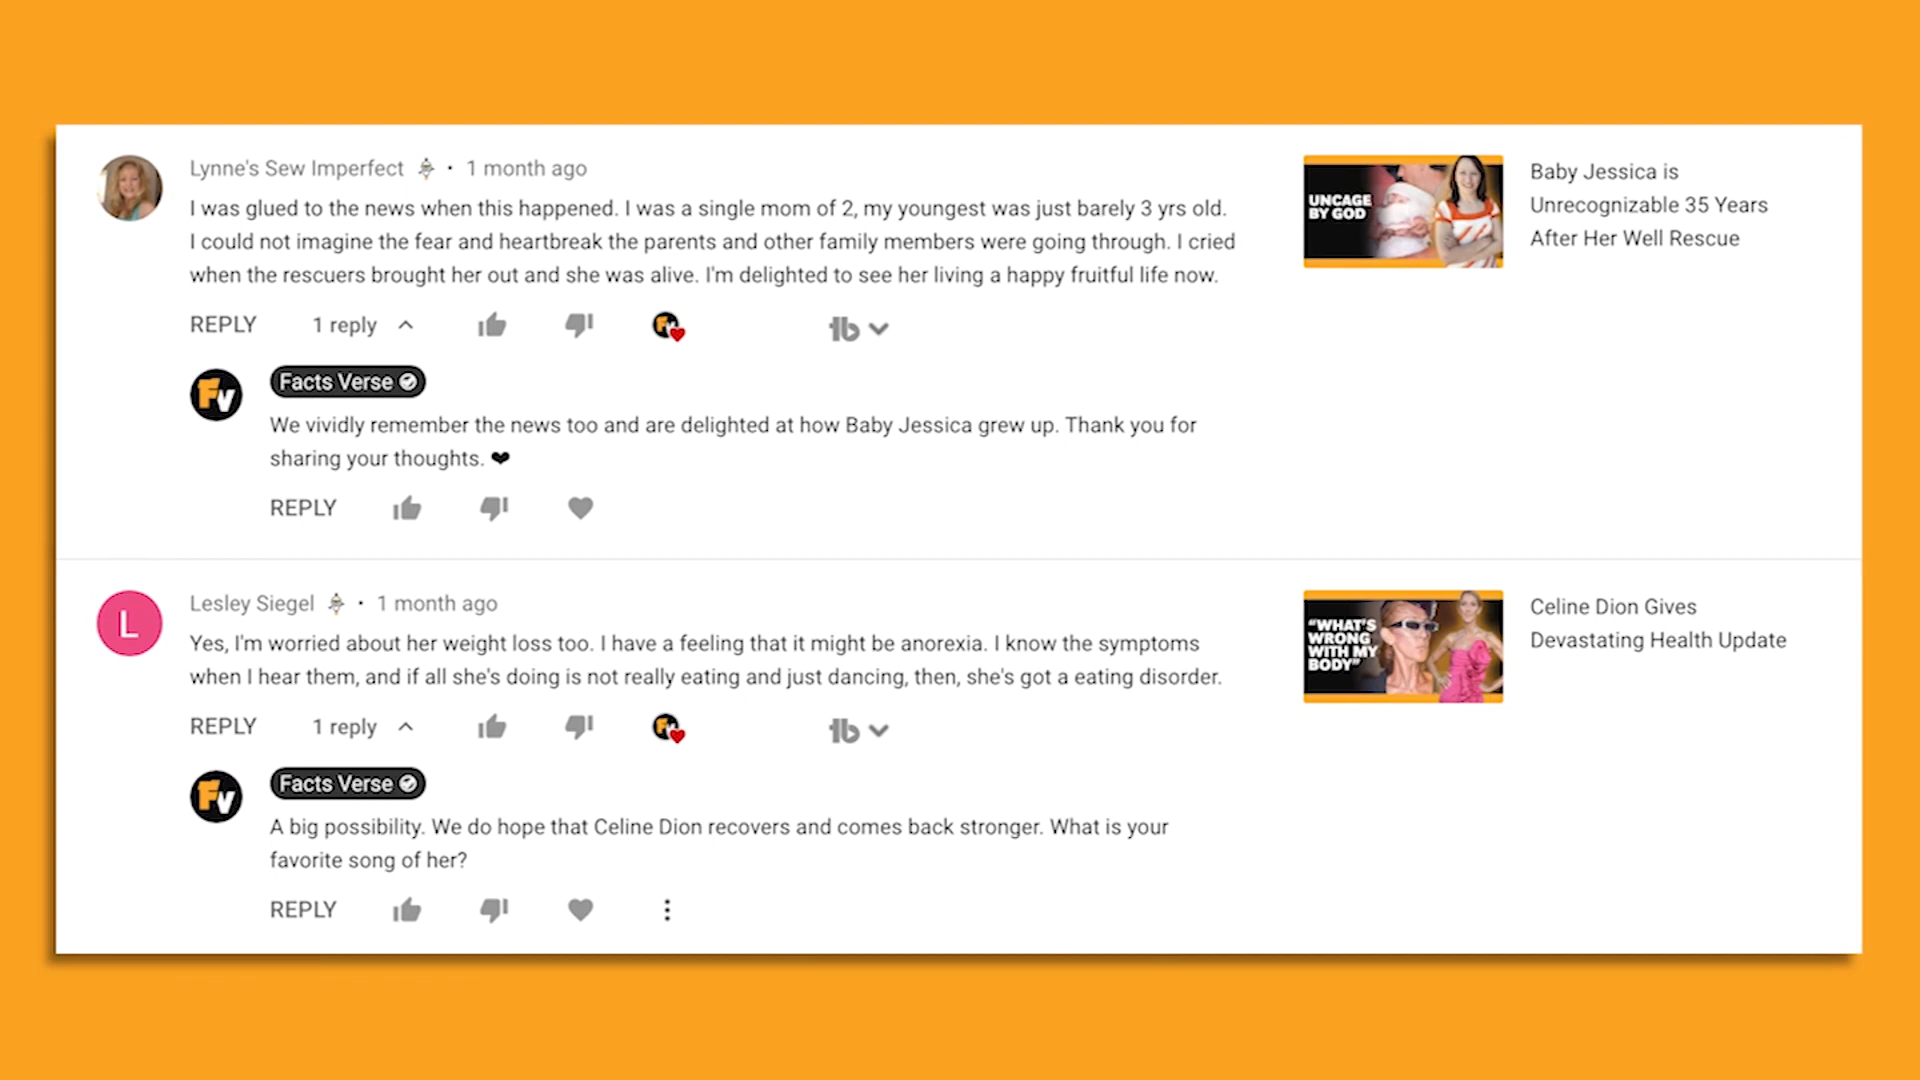 Lynne's Sew Imperfect · 1 month ago
I was glued to the news when this happened. I was a single mom of 2, my youngest was just barely 3 yrs old.
I could not imagine the fear and heartbreak the parents and other family members were going through. I cried
when the rescuers brought her out and she was alive. I'm delighted to see her living a happy fruitful life now.
REPLY 1 reply
Fv
tb
UNCAGE
BY GOD
Baby Jessica is
Unrecognizable 35 Years
After Her Well Rescue
Fv
Facts Verse
We vividly remember the news too and are delighted at how Baby Jessica grew up. Thank you for
sharing your thoughts. ❤
REPLY
L
Lesley Siegel · 1 month ago
Yes, I'm worried about her weight loss too. I have a feeling that it might be anorexia. I know the symptoms
when I hear them, and if all she's doing is not really eating and just dancing, then, she's got a eating disorder.
REPLY 1 reply
Fv
tb
"WHAT'S
WRONG
WITH MY
BODY"
Celine Dion Gives
Devastating Health Update
Fv
Facts Verse
A big possibility. We do hope that Celine Dion recovers and comes back stronger. What is your
favorite song of her?
REPLY